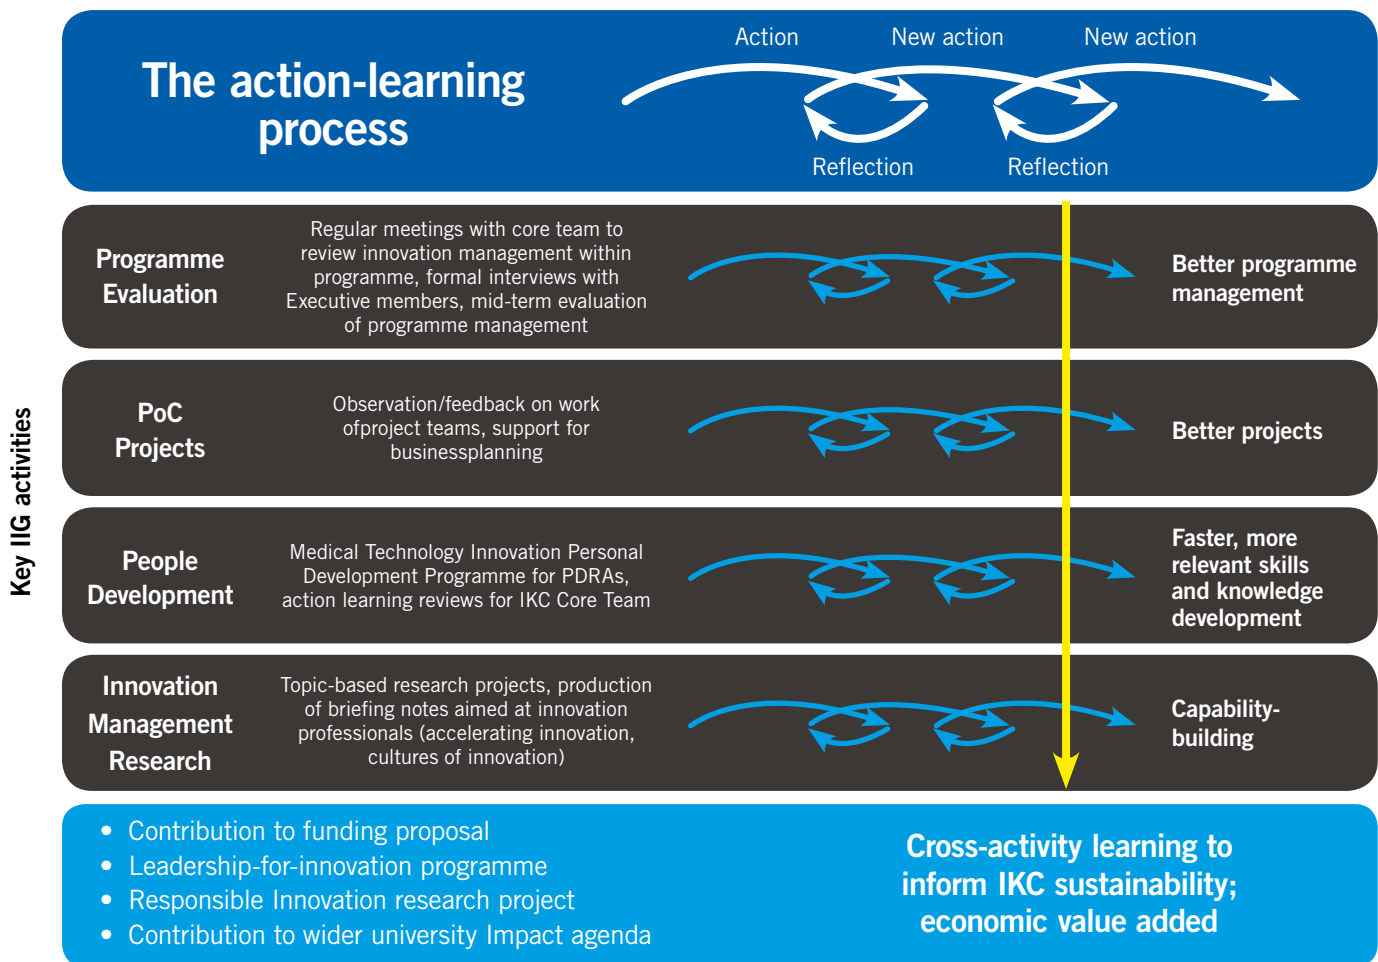 The action-learning
process
Action
New action
New action
Reflection
Reflection
Key IIG activities
Programme
Evaluation
Regular meetings with core team to
review innovation management within
programme, formal interviews with
Executive members, mid-term evaluation
of programme management
Better programme
management
PoC
Projects
Observation/feedback on work
ofproject teams, support for
businessplanning
Better projects
People
Development
Medical Technology Innovation Personal
Development Programme for PDRAs,
action learning reviews for IKC Core Team
Faster, more
relevant skills
and knowledge
development
Innovation
Management
Research
Topic-based research projects, production
of briefing notes aimed at innovation
professionals (accelerating innovation,
cultures of innovation)
Capability-
building
• Contribution to funding proposal
• Leadership-for-innovation programme
• Responsible Innovation research project
• Contribution to wider university Impact agenda
Cross-activity learning to
inform IKC sustainability;
economic value added